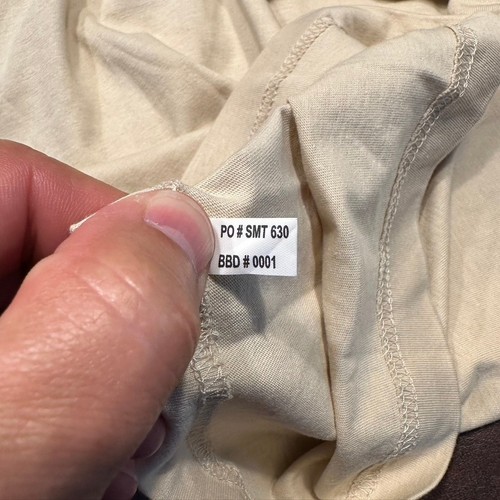 PO # SMT 630
BBD # 0001